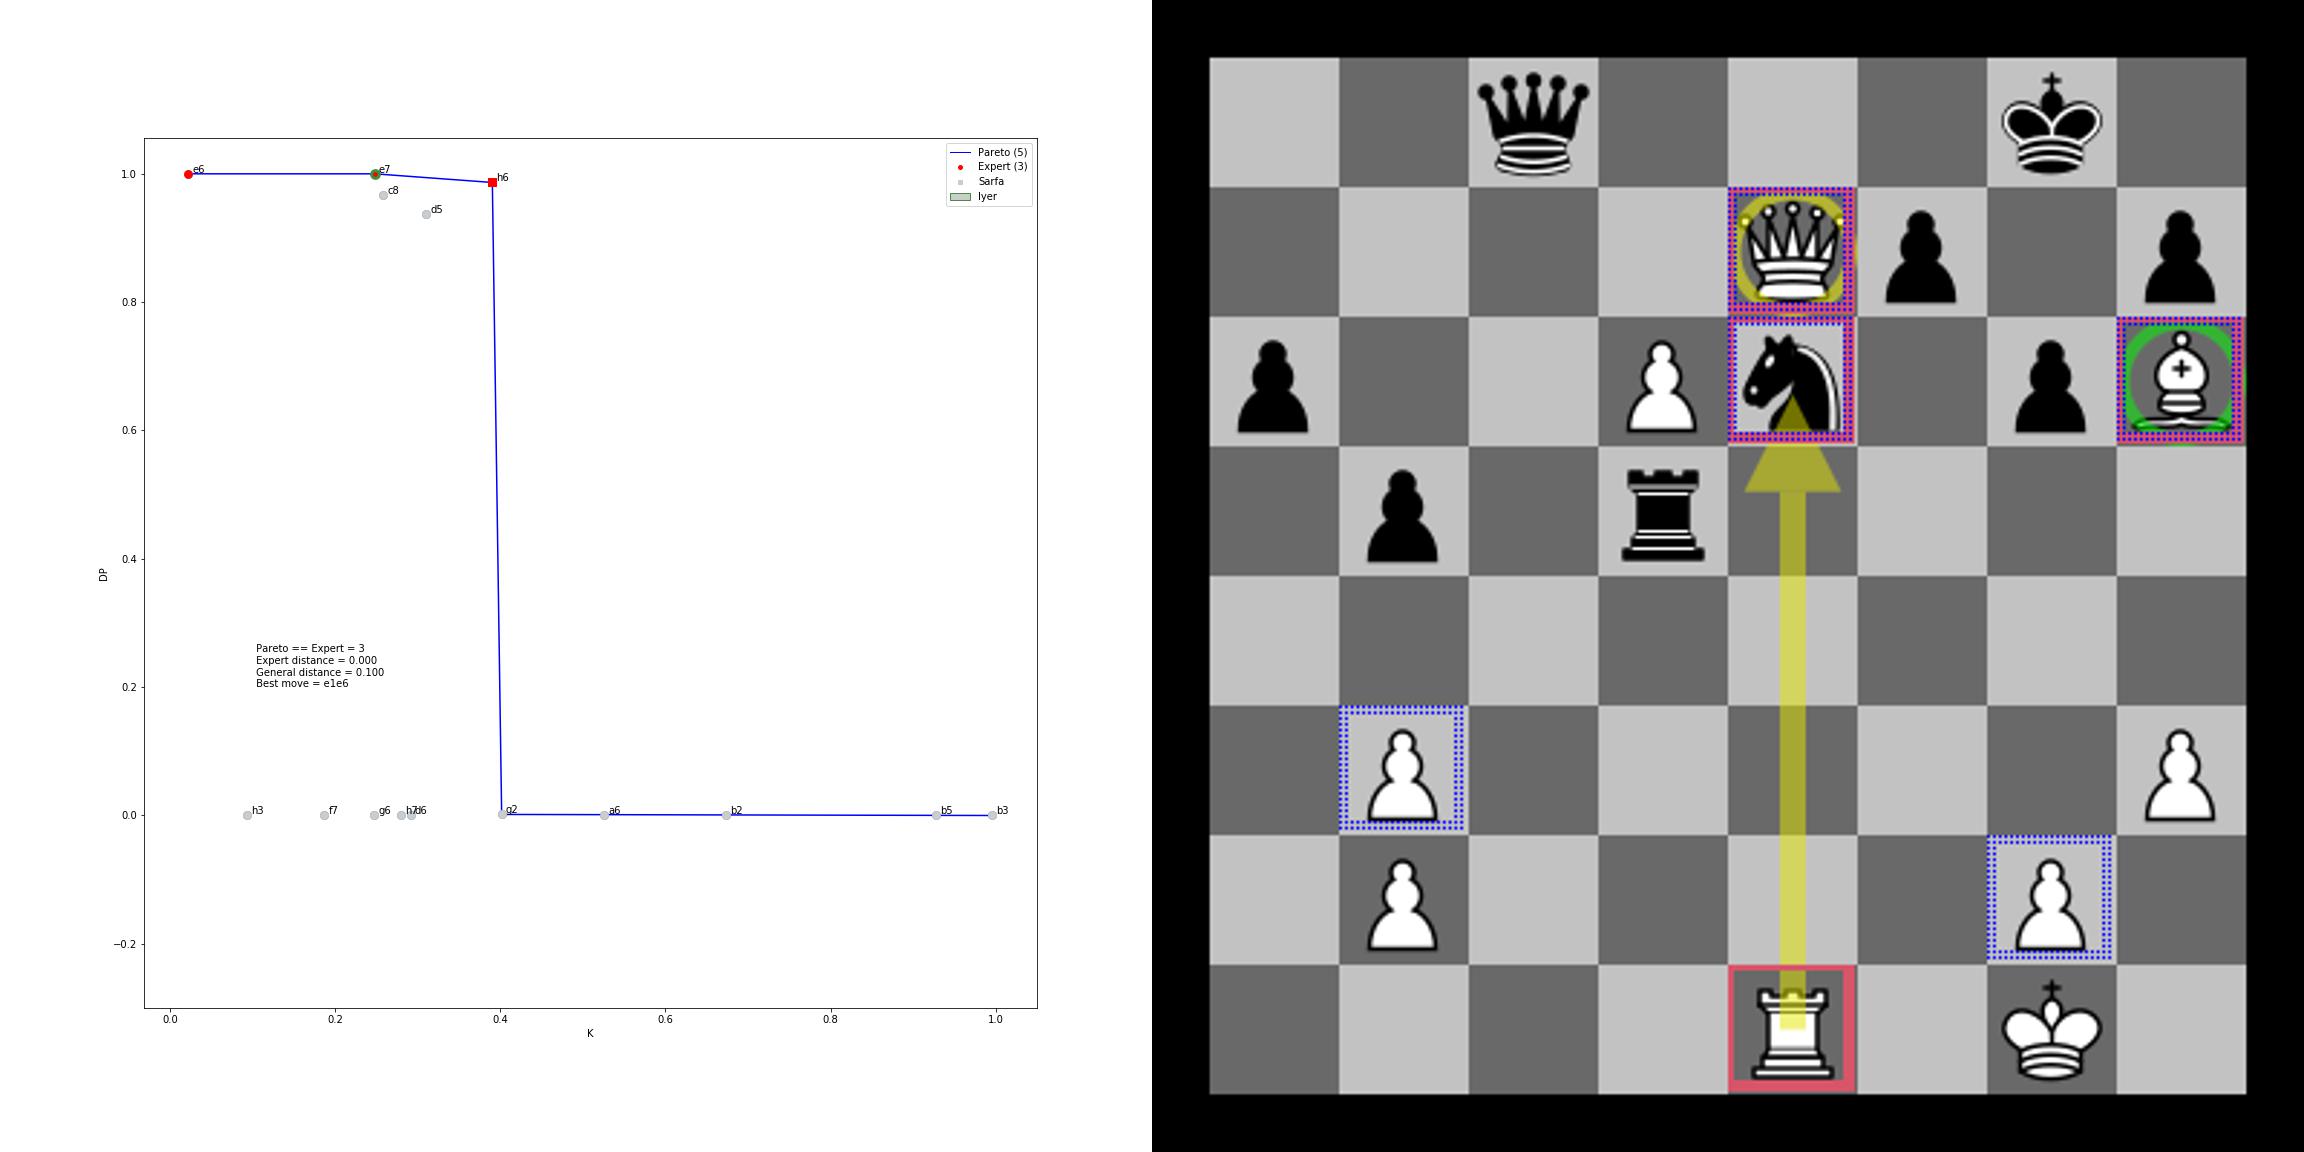 Pareto (5)
Expert (3)
Sarfa
Iyer
1.0
0.8
0.6
0.4
0.2
0.0
−0.2
DP
e6
e7
h6
c8
d5
Pareto == Expert = 3
Expert distance = 0.000
General distance = 0.100
Best move = e1e6
h3
f7
g6
h7
d6
g2
a6
b2
b5
b3
0.0
0.2
0.4
0.6
0.8
1.0
K